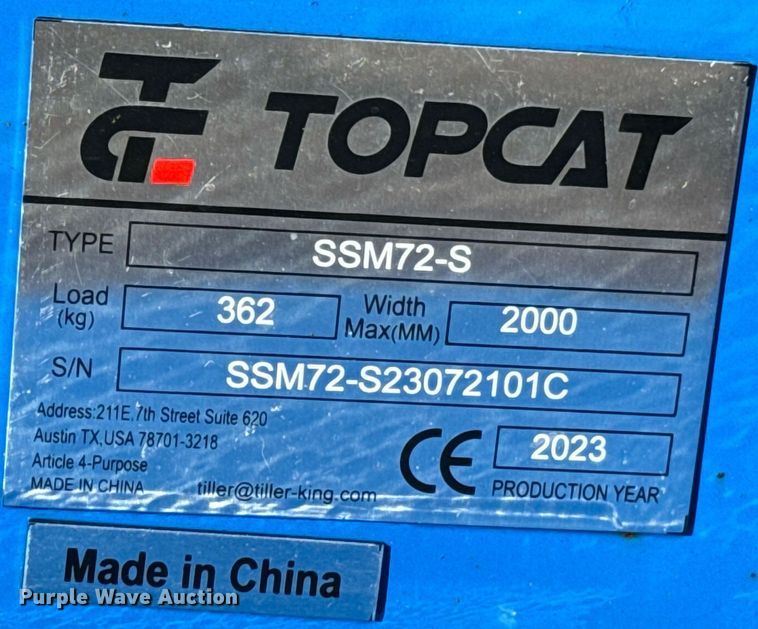 TOPCAT
TYPE SSM72-S
Load (kg) 362 Width Max(MM) 2000
S/N SSM72-S23072101C
Address:211E.7th Street Suite 620
Austin TX,USA 78701-3218
Article 4-Purpose
MADE IN CHINA tiller@tiller-king.com
CE 2023
PRODUCTION YEAR
Made in China
Purple Wave Auction